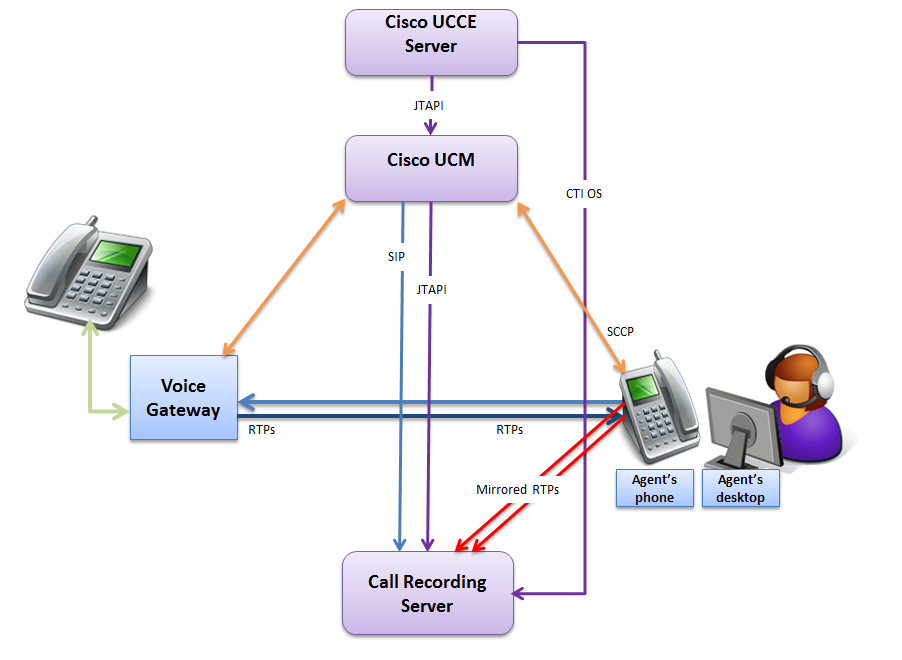 Cisco UCCE
Server
JTAPI
Cisco UCM
CTI OS
SIP
JTAPI
SCCP
Voice
Gateway
RTPs
RTPs
Mirrored RTPs
Agent's
phone
Agent's
desktop
Call Recording
Server